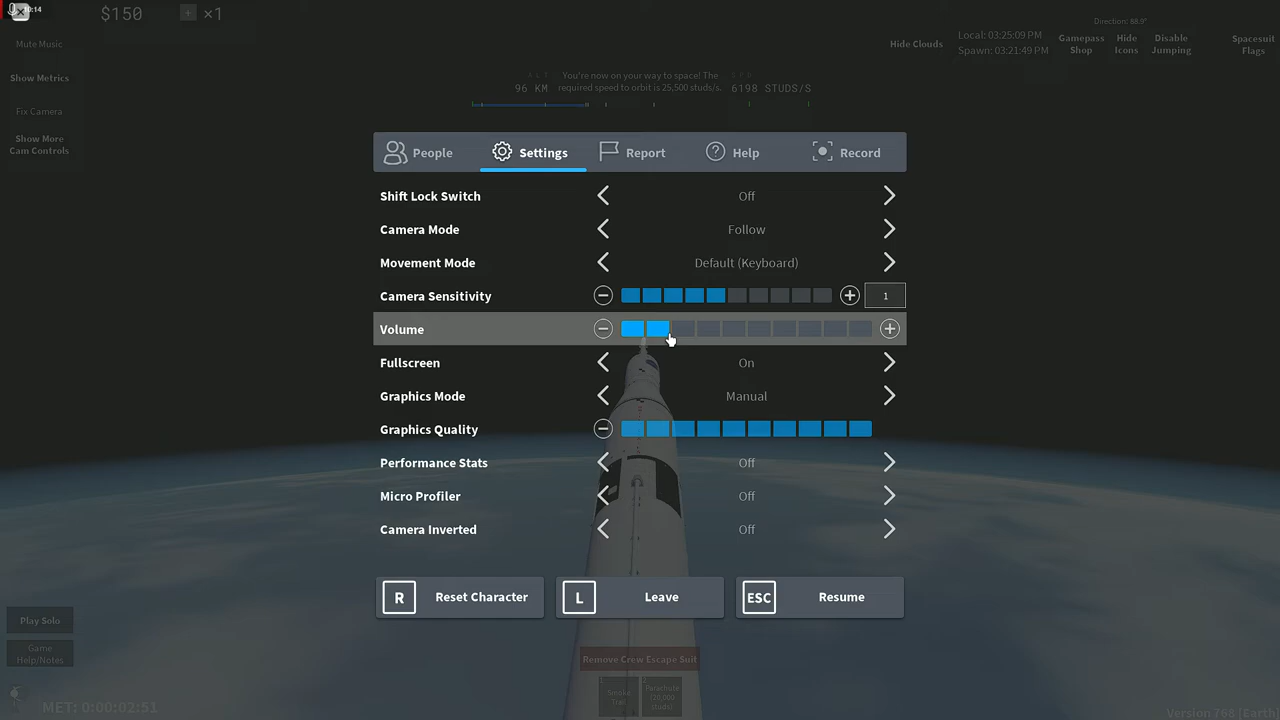 $150
+ ×1
Mute Music
Show Metrics
Fix Camera
Show More
Cam Controls
You're now on your way to space! The
required speed to orbit is 25,500 studs/s.
96 KM
6198 STUDS/S
Direction: 88.9°
Hide Clouds
Local: 03:25:09 PM
Spawn: 03:21:49 PM
Gamepass
Shop
Hide
Icons
Disable
Jumping
Spacesuit
Flags
People
Settings
Report
Help
Record
Shift Lock Switch Off
Camera Mode Follow
Movement Mode Default (Keyboard)
Camera Sensitivity 1
Volume
Fullscreen On
Graphics Mode Manual
Graphics Quality
Performance Stats Off
Micro Profiler Off
Camera Inverted Off
R Reset Character
L Leave
ESC Resume
Play Solo
Game
Help/Notes
Remove Crew Escape Suit
Smoke
Trail
Parachute
(20,000
studs)
MET: 0:00:02:51
Version 768 [Earth]